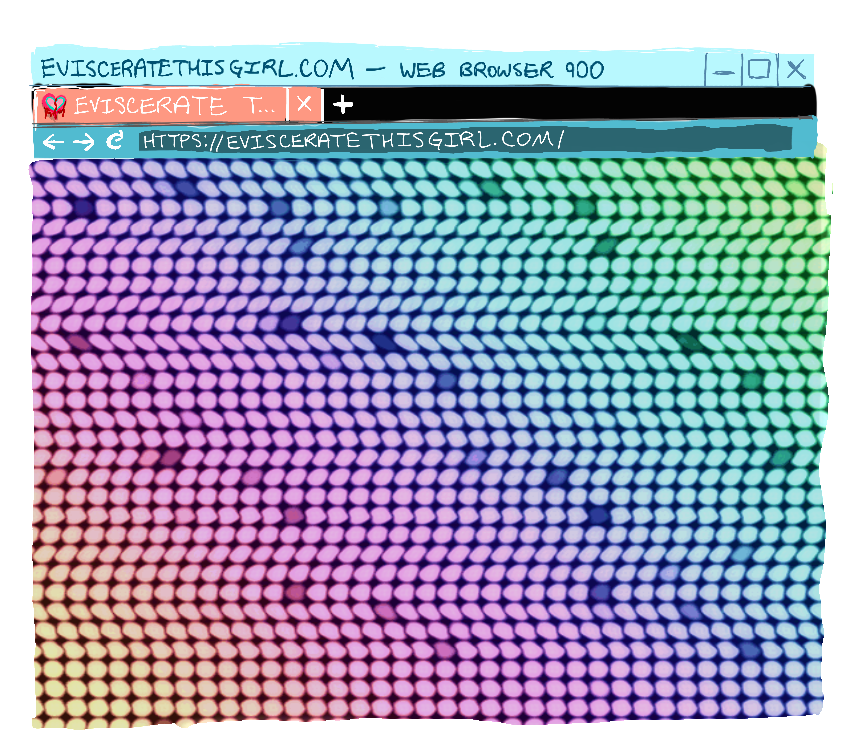 EVISCERATETHISGIRL.COM — WEB BROWSER 900
EVISCERATE T...
HTTPS://EVISCERATETHISGIRL.COM/